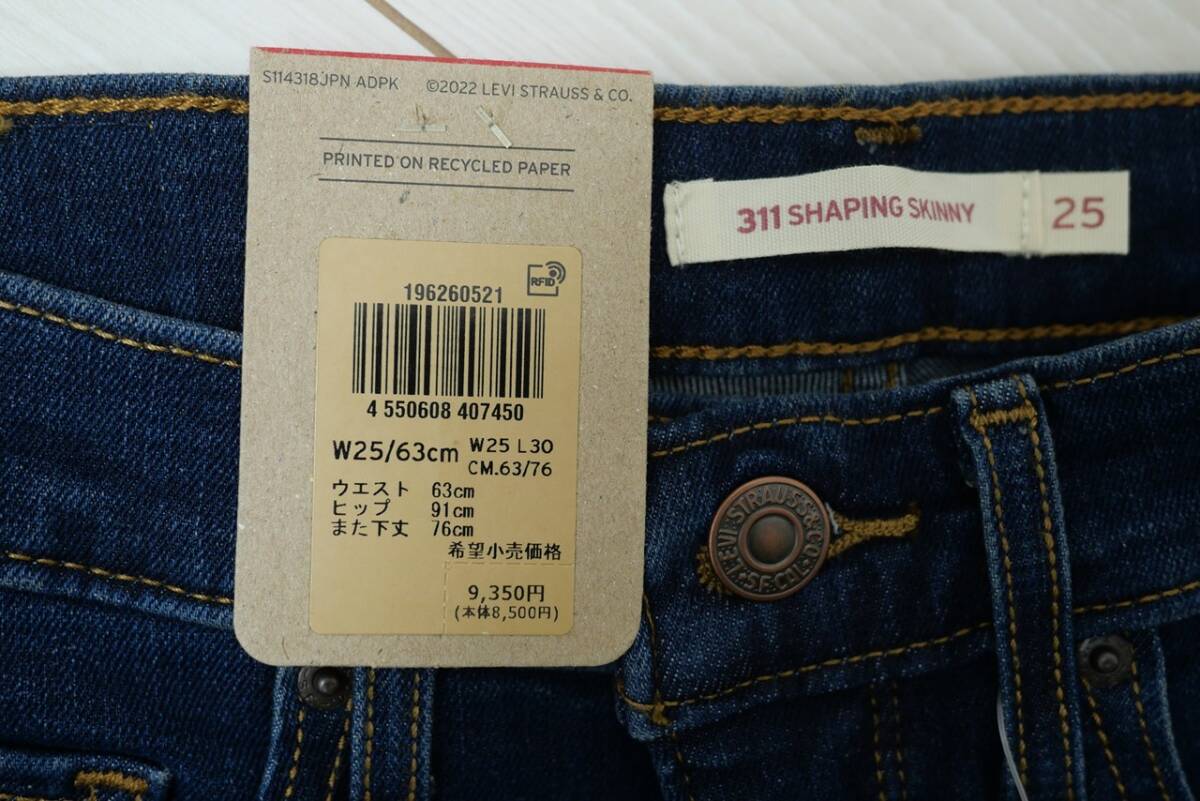 S114318JPN ADPK ©2022 LEVI STRAUSS & CO.
PRINTED ON RECYCLED PAPER
RFID
196260521
4 550608 407450
W25/63cm W25 L30
CM.63/76
ウエスト 63cm
ヒップ 91cm
また下丈 76cm
希望小売価格
9,350円
(本体8,500円)
311 SHAPING SKINNY 25
LEVI STRAUSS & CO.
S.F.CAL